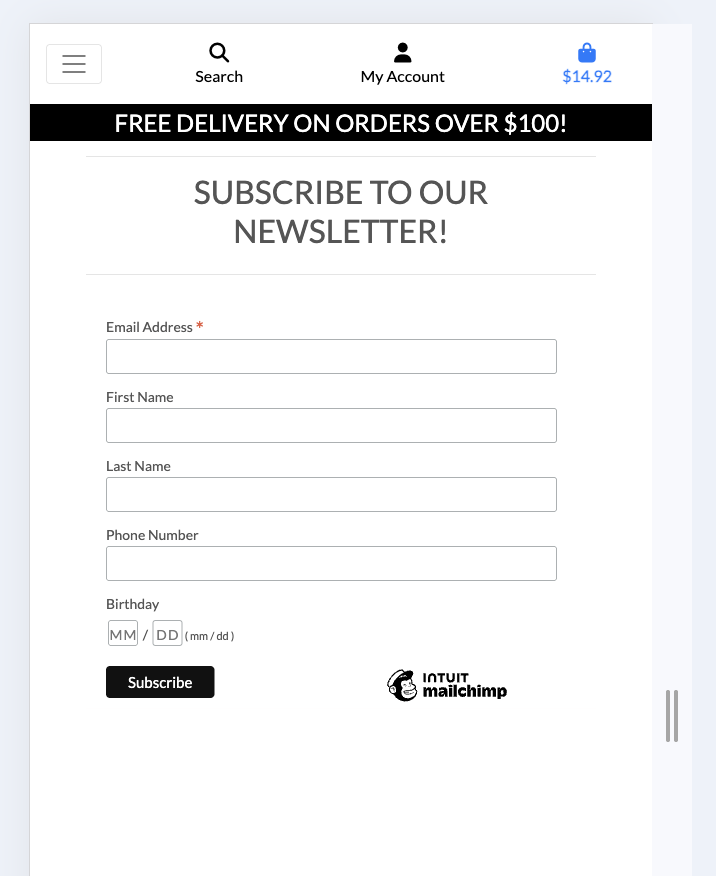 Search
My Account
$14.92
FREE DELIVERY ON ORDERS OVER $100!
SUBSCRIBE TO OUR
NEWSLETTER!
Email Address *
First Name
Last Name
Phone Number
Birthday
MM / DD ( mm / dd )
Subscribe
INTUIT
mailchimp